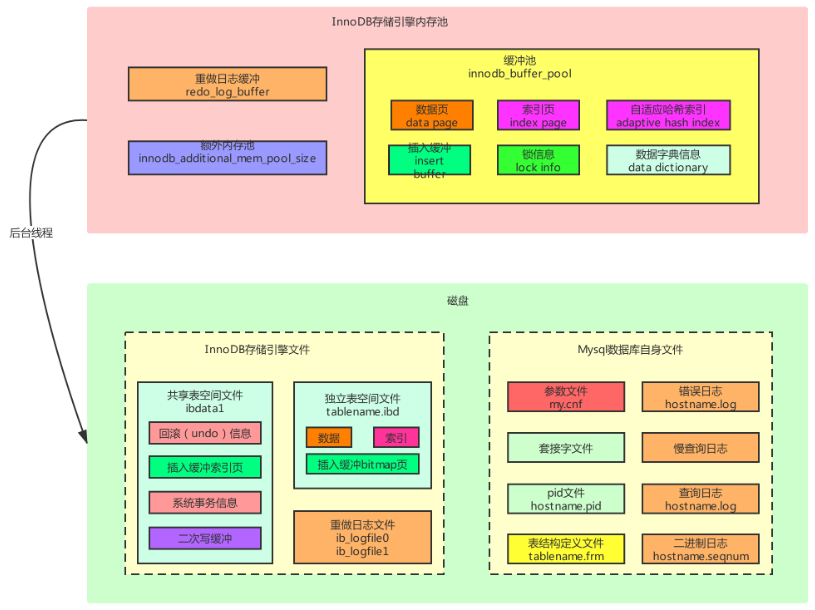 InnoDB存储引擎内存池
重做日志缓冲
redo_log_buffer
额外内存池
innodb_additional_mem_pool_size
缓冲池
innodb_buffer_pool
数据页
data page
索引页
index page
自适应哈希索引
adaptive hash index
插入缓冲
insert
buffer
锁信息
lock info
数据字典信息
data dictionary
后台线程
磁盘
InnoDB存储引擎文件
共享表空间文件
ibdata1
回滚（undo）信息
插入缓冲索引页
系统事务信息
二次写缓冲
独立表空间文件
tablename.ibd
数据
索引
插入缓冲bitmap页
重做日志文件
ib_logfile0
ib_logfile1
Mysql数据库自身文件
参数文件
my.cnf
错误日志
hostname.log
套接字文件
慢查询日志
pid文件
hostname.pid
查询日志
hostname.log
表结构定义文件
tablename.frm
二进制日志
hostname.seqnum